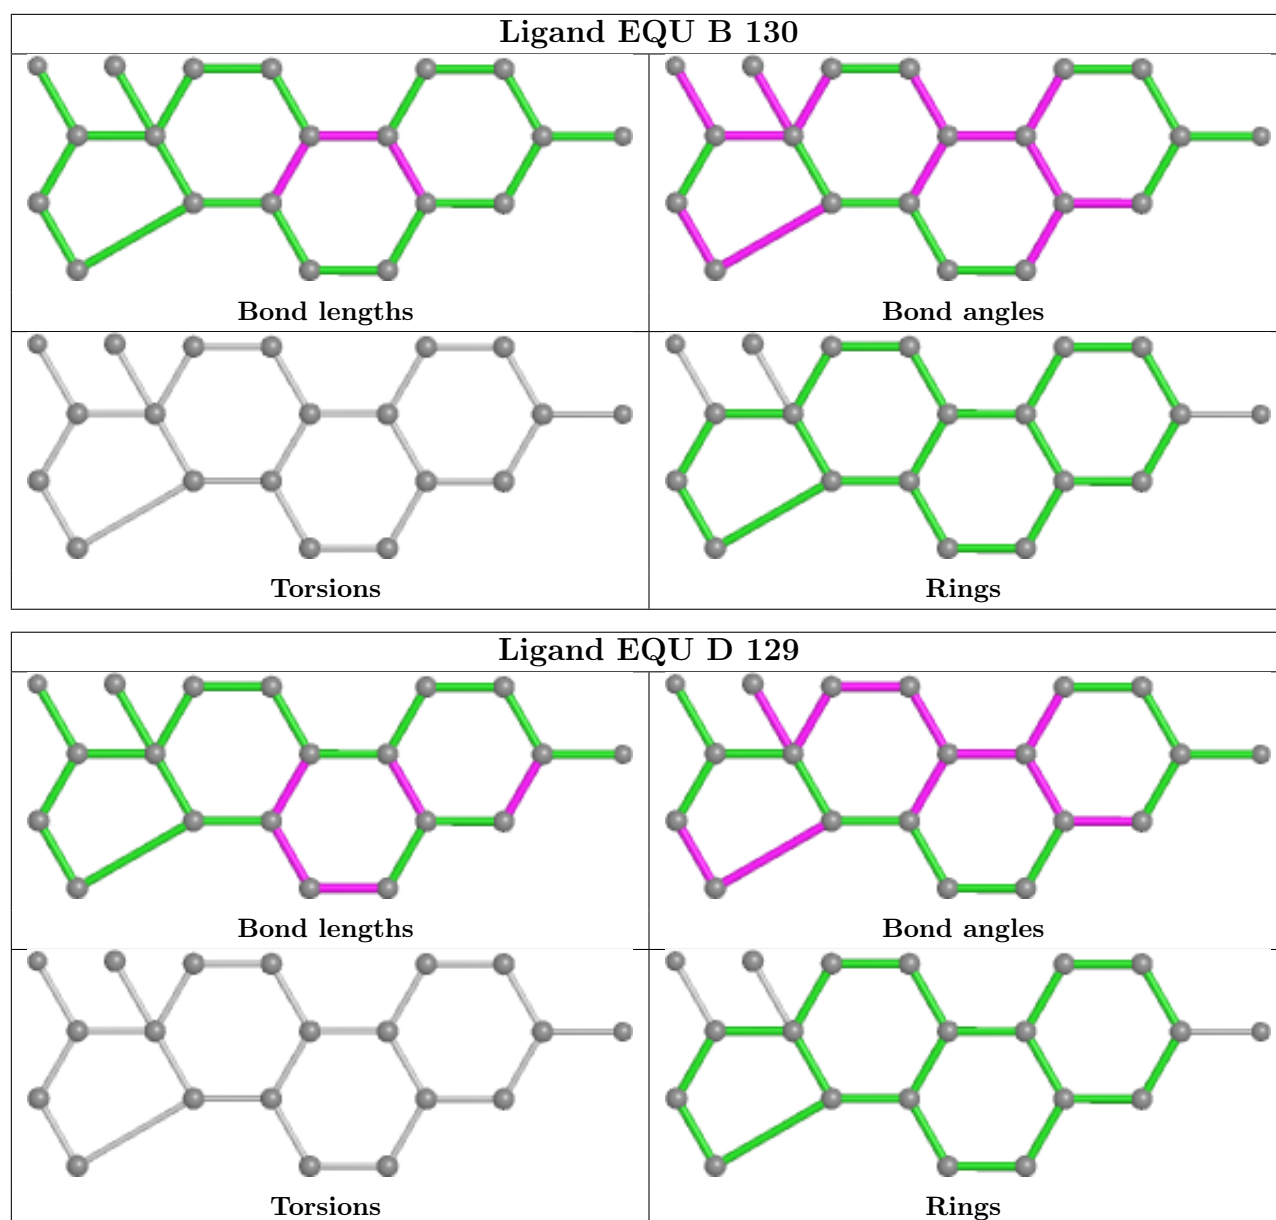 Ligand EQU B 130
Bond lengths
Bond angles
Torsions
Rings
Ligand EQU D 129
Bond lengths
Bond angles
Torsions
Rings